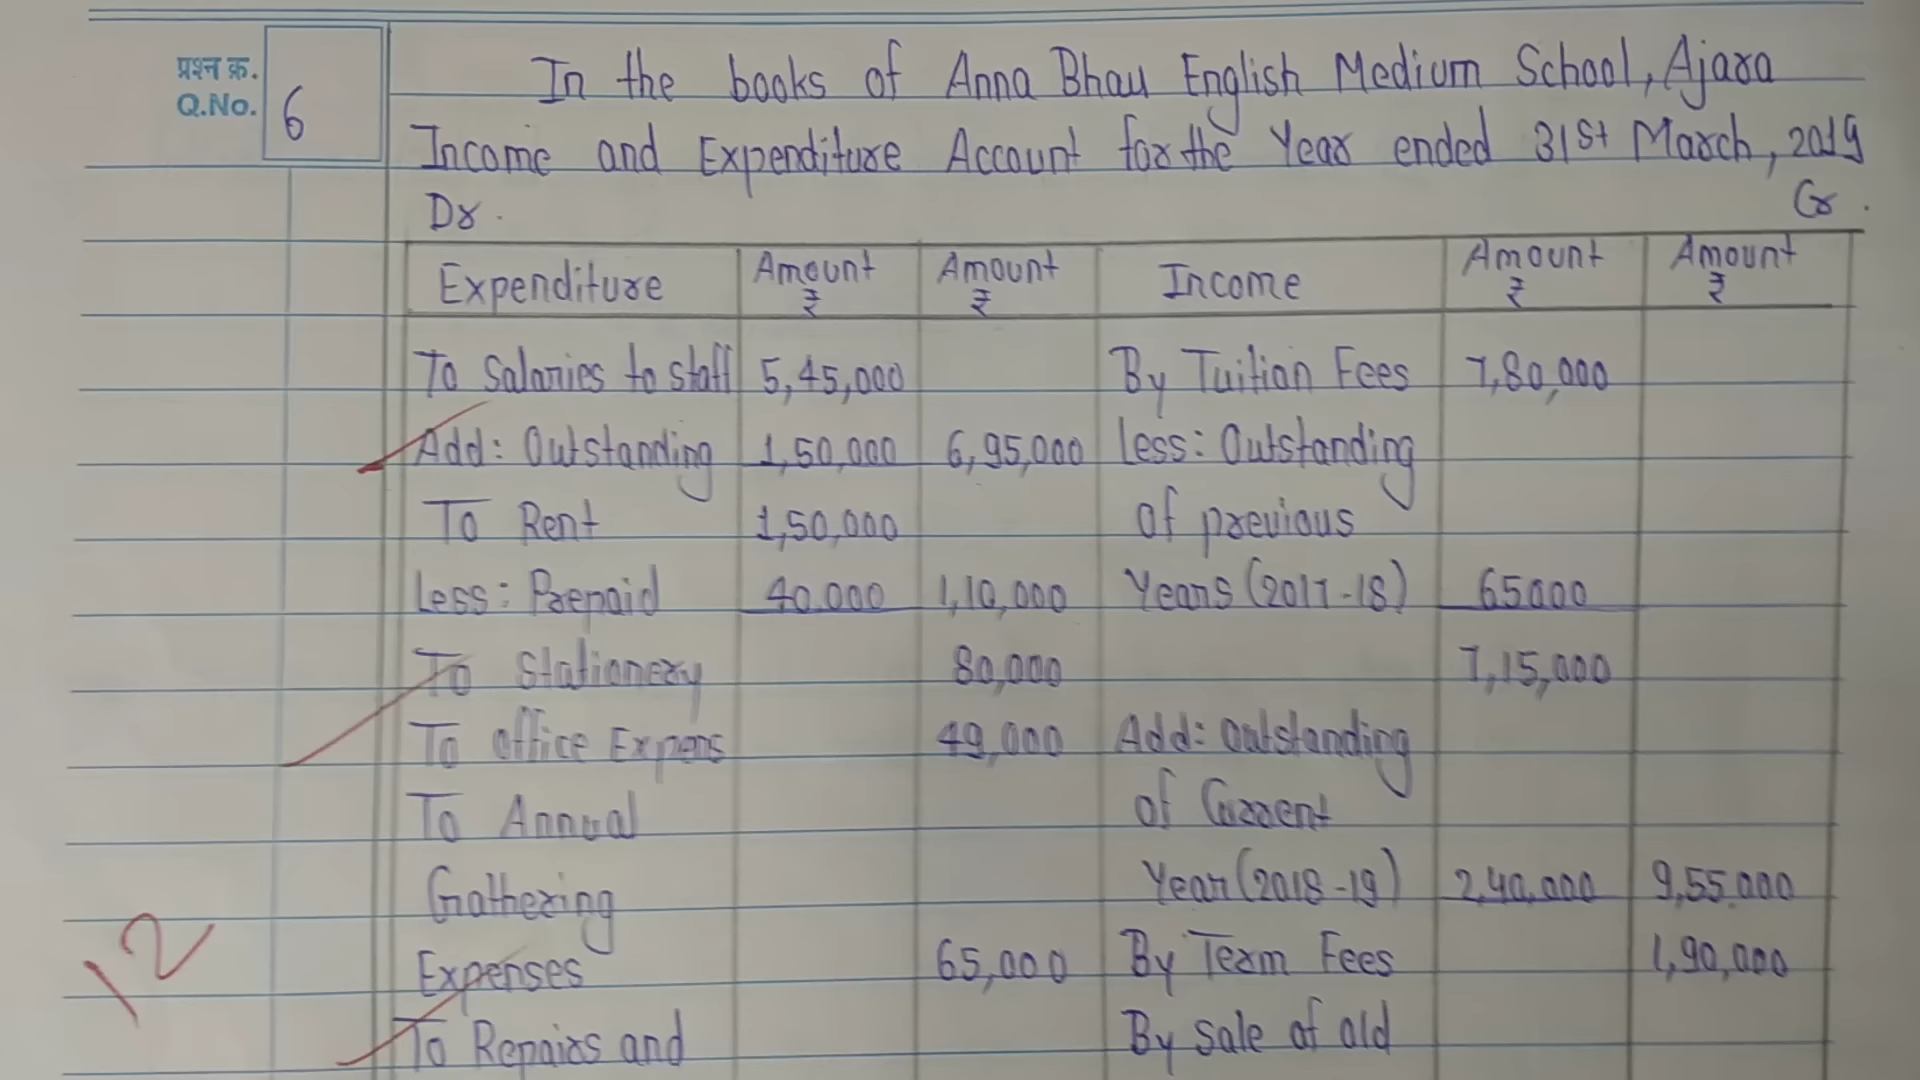 प्रश्न क्र.
Q.No. 6
In the books of Anna Bhau English Medium School, Ajara
Income and Expenditure Account for the Year ended 31st March, 2019
Dr. Cr.
Expenditure Amount ₹ Amount ₹ Income Amount ₹ Amount ₹
To Salaries to staff 5,45,000 By Tuition Fees 7,80,000
Add: Outstanding 1,50,000 6,95,000 Less: Outstanding
To Rent 1,50,000 of previous
Less: Prepaid 40,000 1,10,000 Years (2017-18) 65000
To Stationery 80,000 7,15,000
To office Expens 49,000 Add: Outstanding
To Annual of Current
Gathering Year (2018-19) 2,40,000 9,55,000
Expenses 65,000 By Term Fees 1,90,000
To Repairs and By Sale of old
12